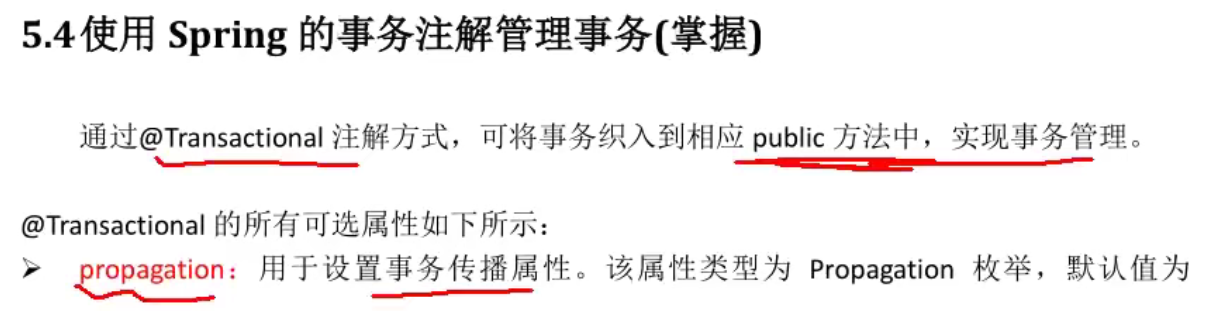 5.4使用 Spring 的事务注解管理事务(掌握)
通过@Transactional 注解方式，可将事务织入到相应 public 方法中，实现事务管理。
@Transactional 的所有可选属性如下所示：
➢ propagation：用于设置事务传播属性。该属性类型为 Propagation 枚举，默认值为